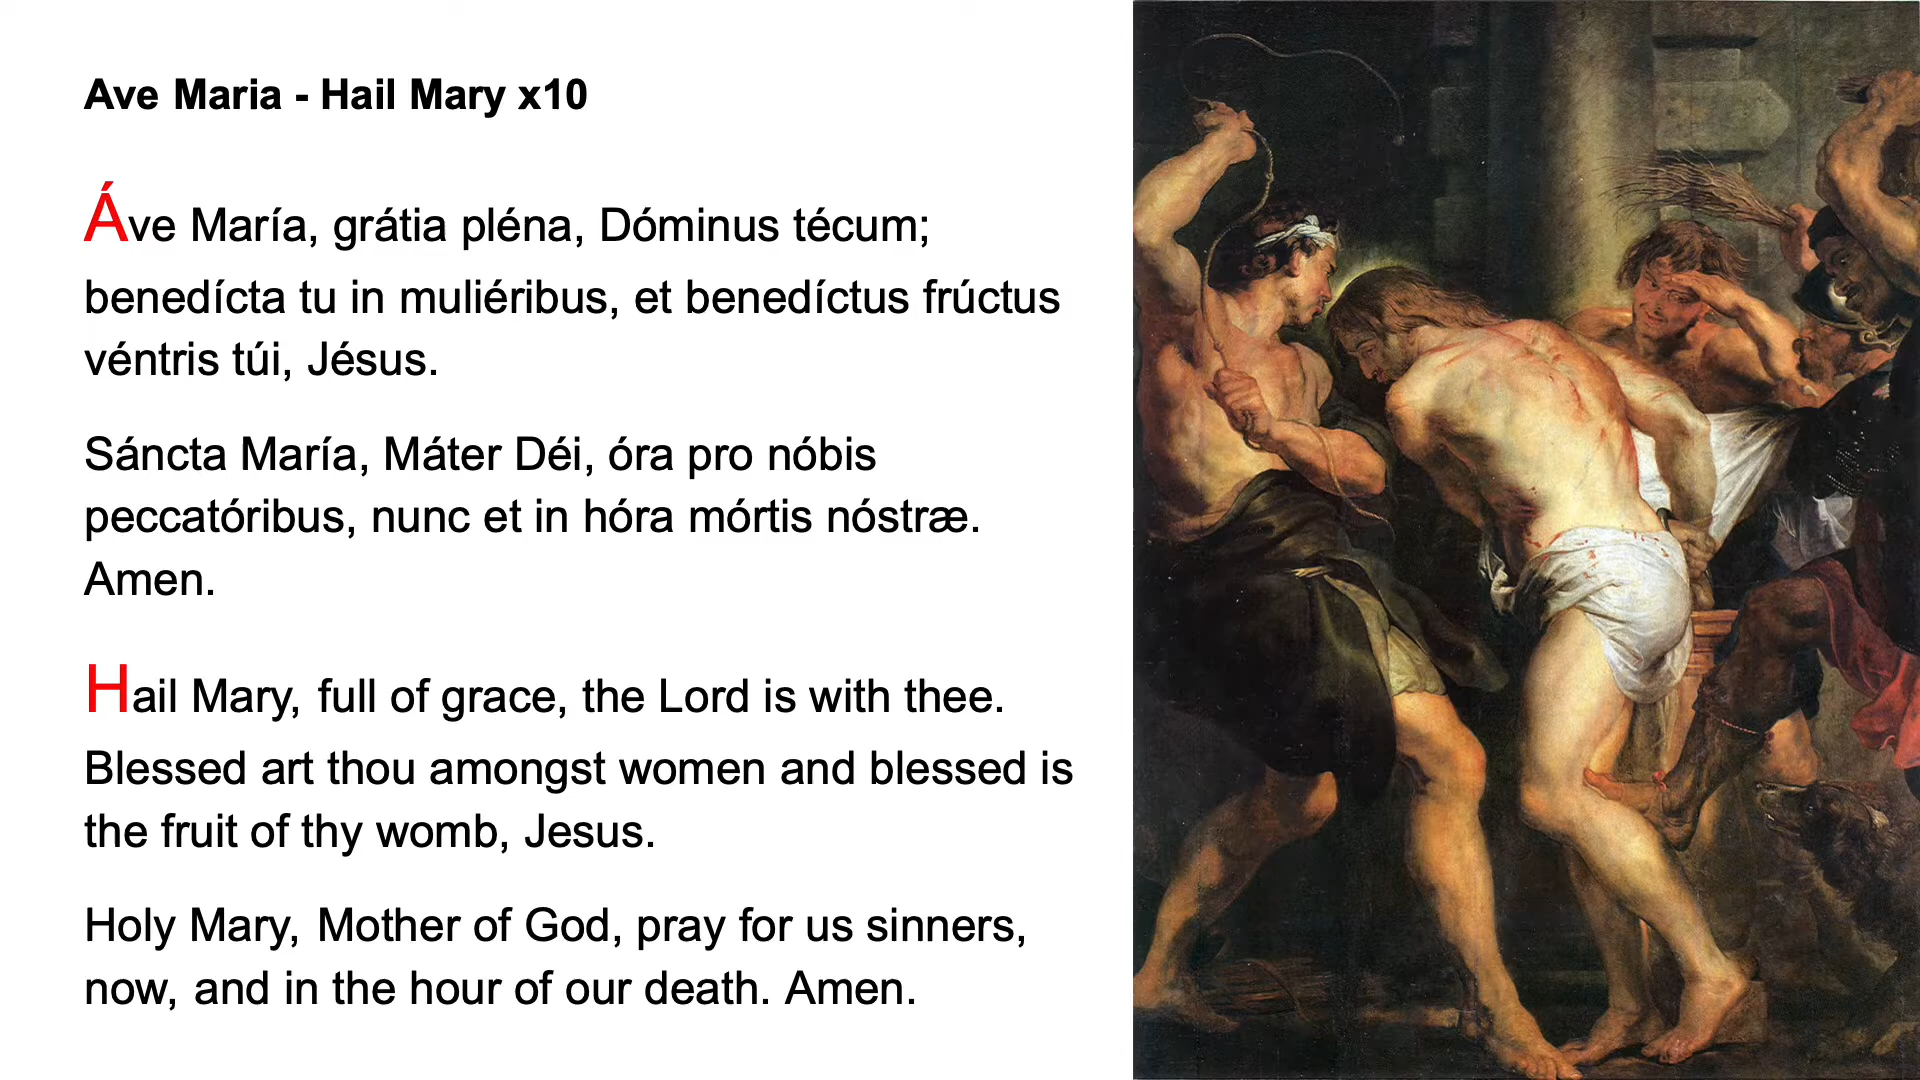 Ave Maria - Hail Mary x10
Áve María, grátia pléna, Dóminus técum;
benedícta tu in muliéribus, et benedíctus frúctus
véntris túi, Jésus.
Sáncta María, Máter Déi, óra pro nóbis
peccatóribus, nunc et in hóra mórtis nóstræ.
Amen.
Hail Mary, full of grace, the Lord is with thee.
Blessed art thou amongst women and blessed is
the fruit of thy womb, Jesus.
Holy Mary, Mother of God, pray for us sinners,
now, and in the hour of our death. Amen.